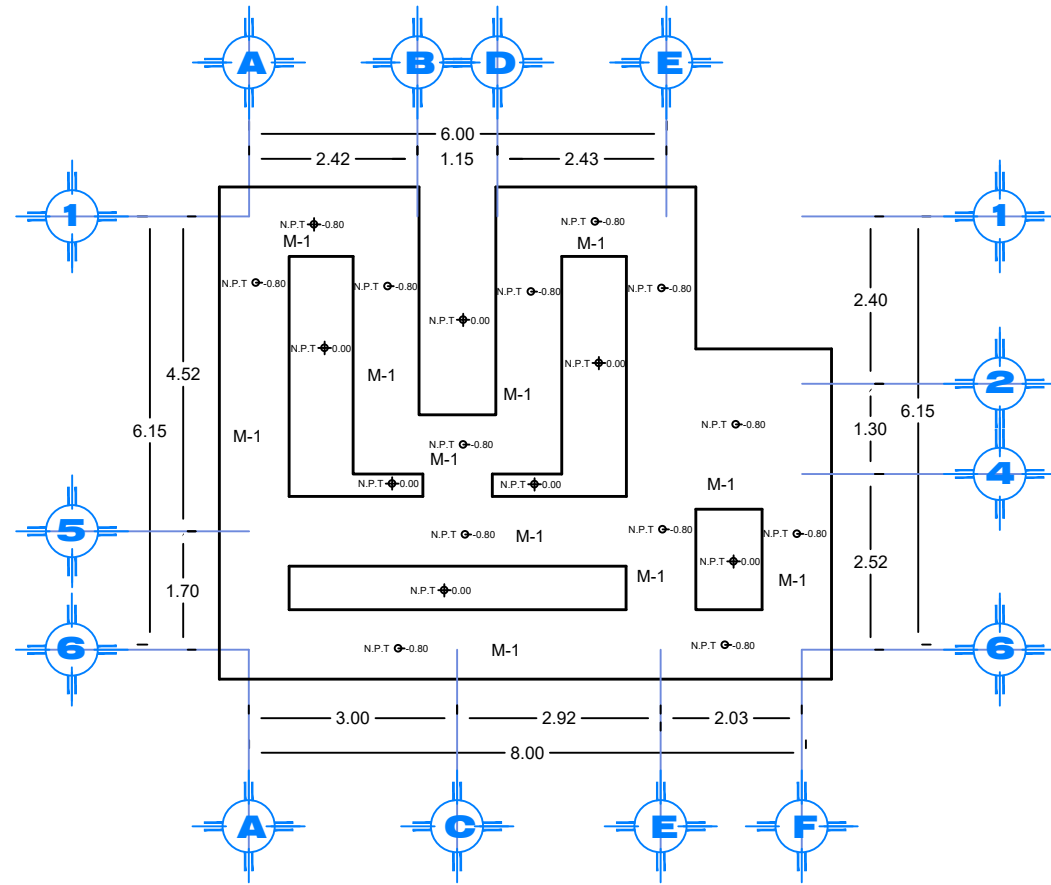 A B D E
6.00
2.42 1.15 2.43
1 1
N.P.T -0.80 N.P.T -0.80
M-1 M-1
N.P.T -0.80 N.P.T -0.80 N.P.T -0.80 N.P.T -0.80
2.40
N.P.T 0.00
N.P.T 0.00 N.P.T 0.00
4.52 M-1 M-1 2
6.15 M-1 N.P.T -0.80 1.30 6.15
N.P.T -0.80
M-1
4
N.P.T 0.00 N.P.T 0.00 M-1
5 N.P.T -0.80 M-1 N.P.T -0.80 N.P.T -0.80
N.P.T 0.00 2.52
1.70 N.P.T 0.00 M-1 M-1
6 N.P.T -0.80 M-1 N.P.T -0.80 6
3.00 2.92 2.03
8.00
A C E F